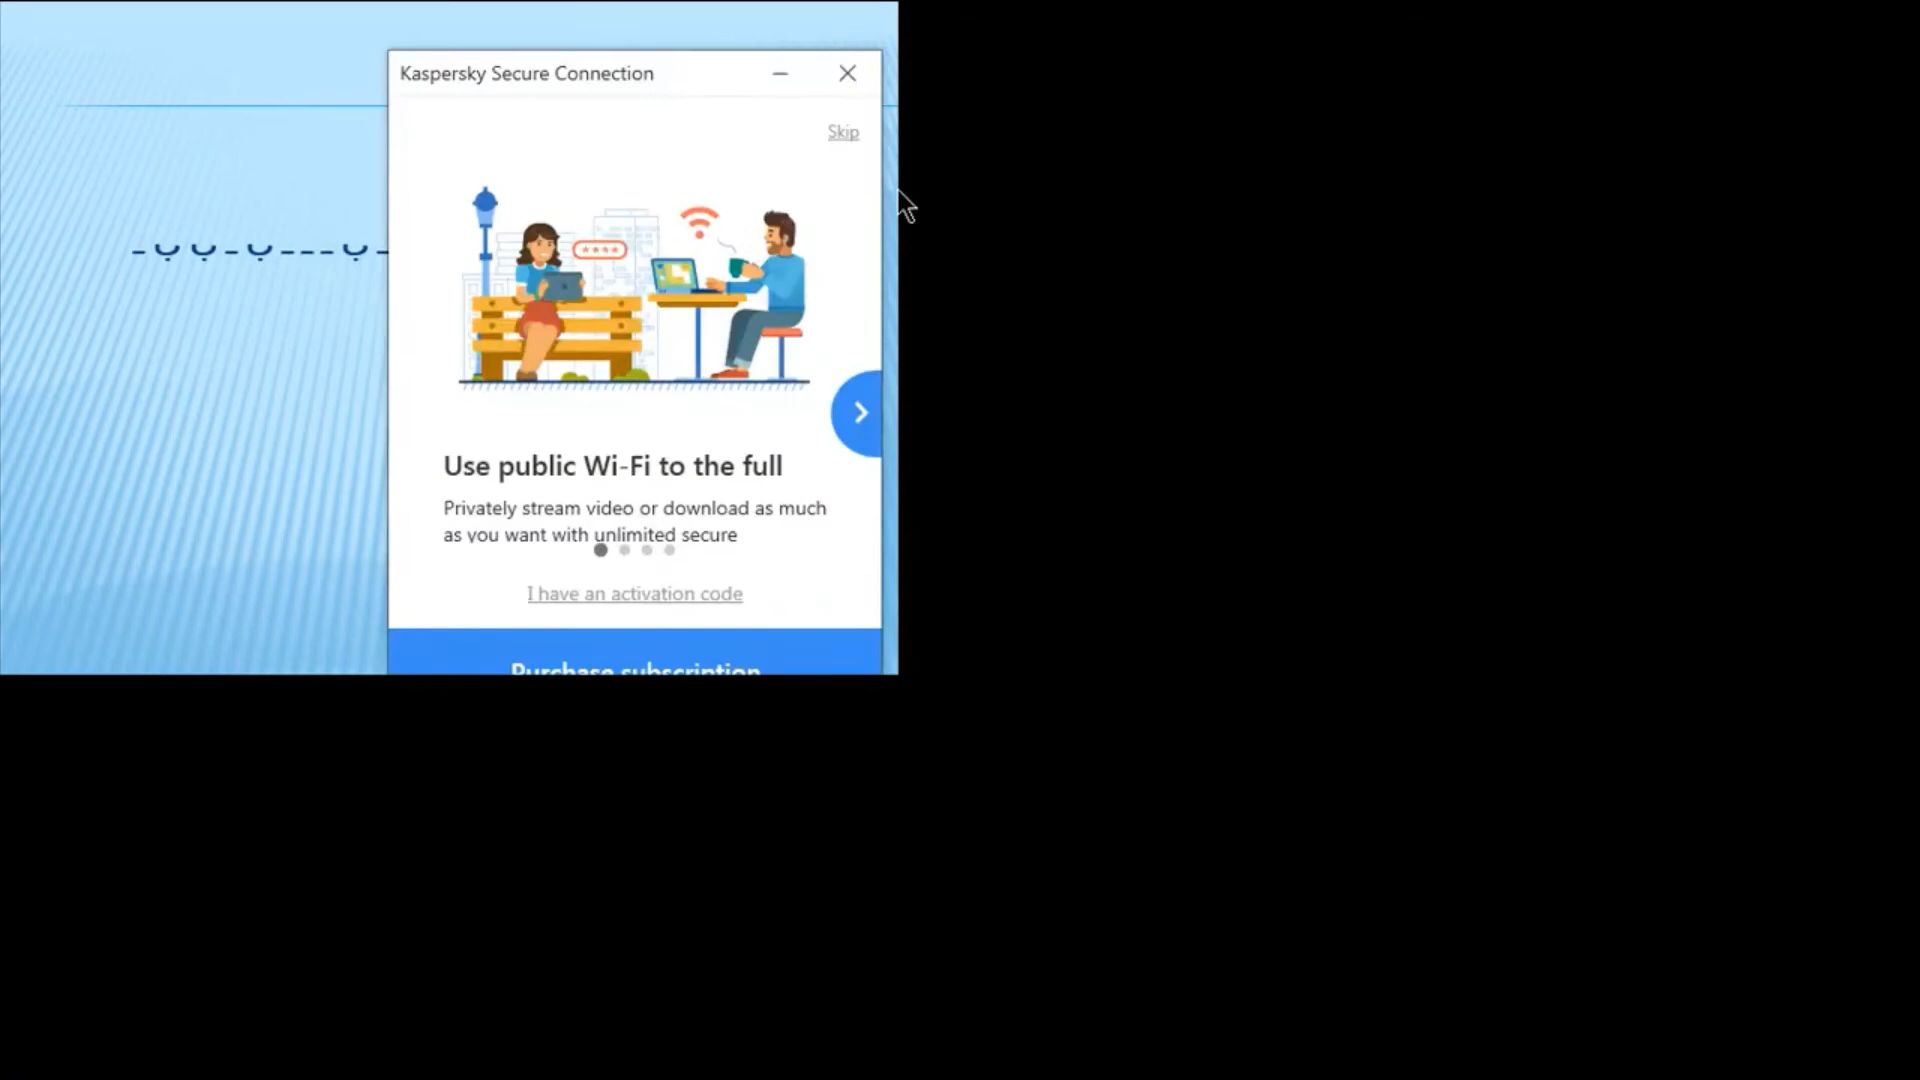 Kaspersky Secure Connection
Skip
****
Use public Wi-Fi to the full
Privately stream video or download as much
as you want with unlimited secure
I have an activation code
Purchase subscription